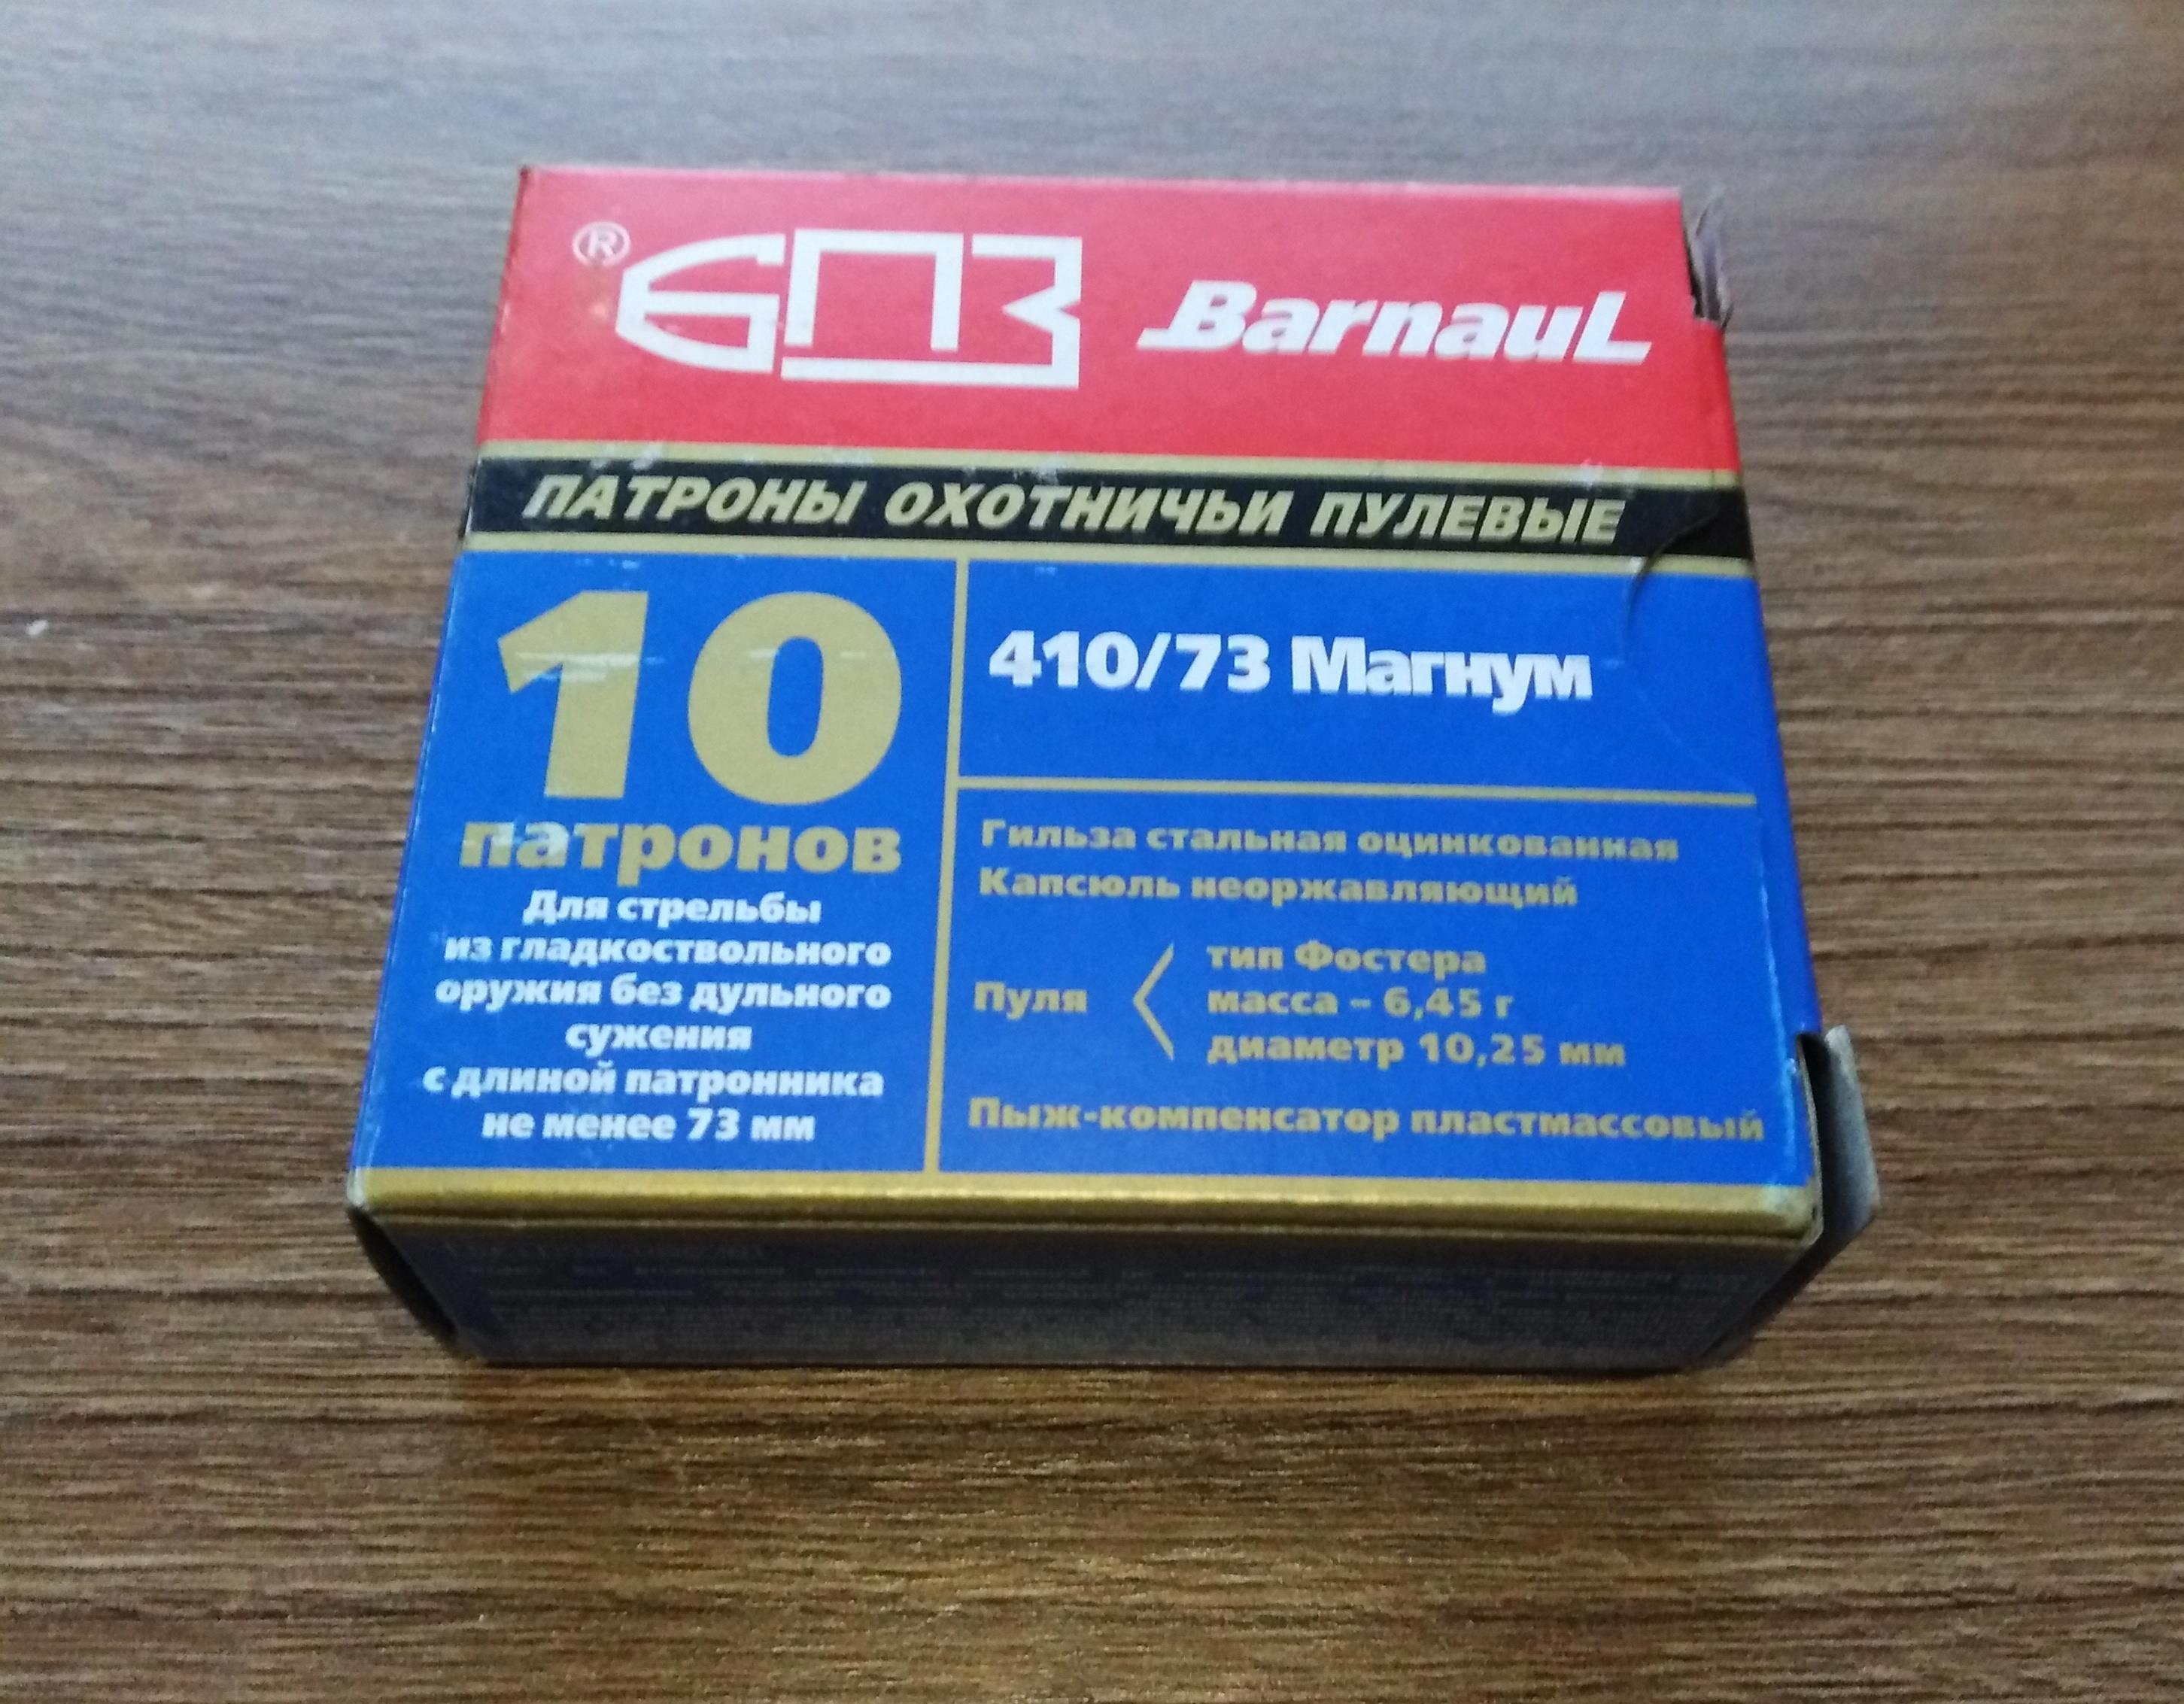 ® БПЗ Barnaul
ПАТРОНЫ ОХОТНИЧЬИ ПУЛЕВЫЕ
10
патронов
Для стрельбы
из гладкоствольного
оружия без дульного
сужения
с длиной патронника
не менее 73 мм
410/73 Магнум
Гильза стальная оцинкованная
Капсюль неоржавляющий
Пуля
тип Фостера
масса – 6,45 г
диаметр 10,25 мм
Пыж-компенсатор пластмассовый